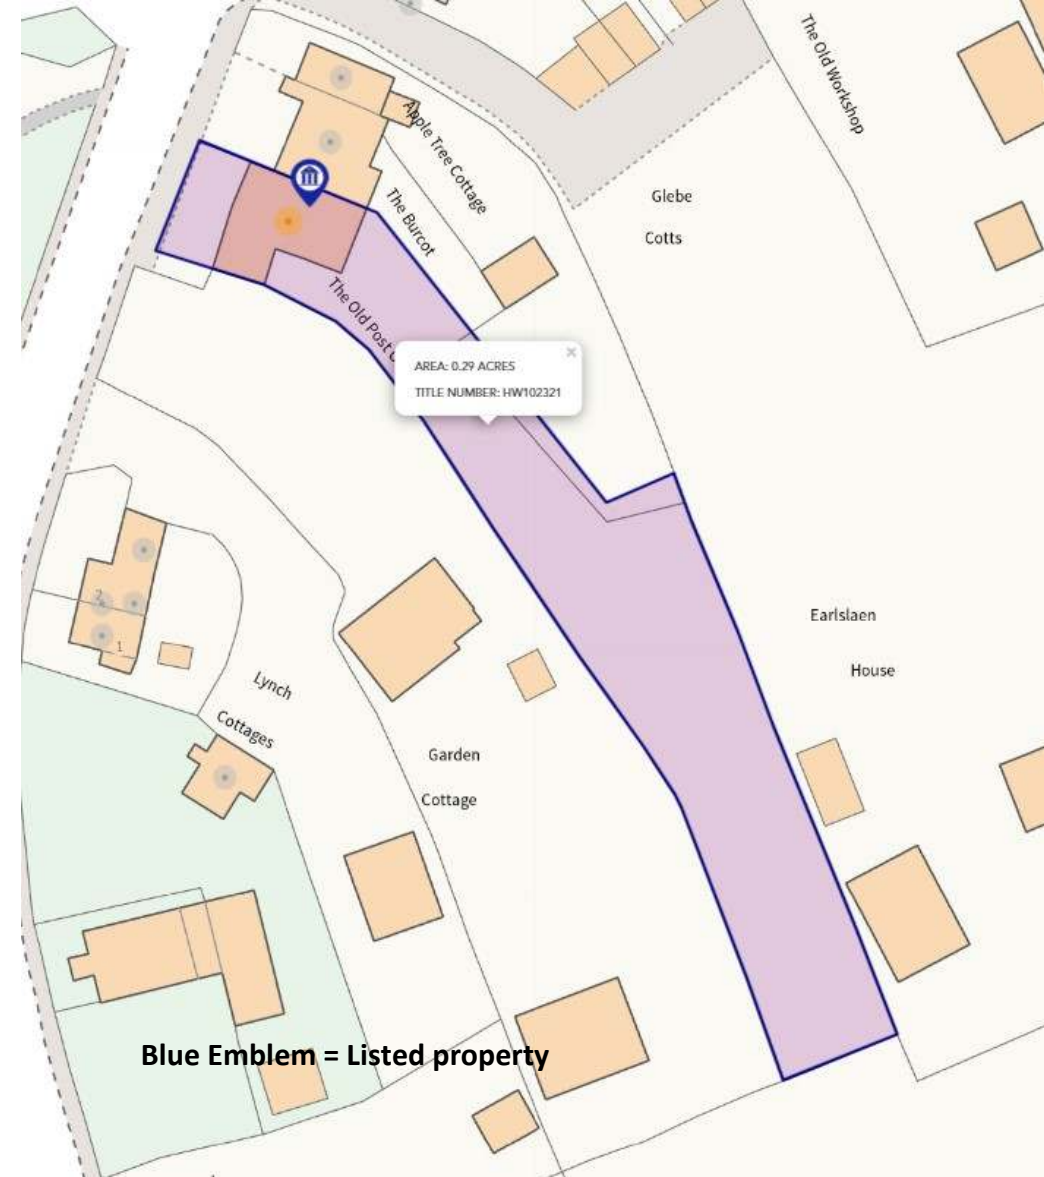 The Old Workshop
Apple Tree Cottage
Glebe
Cotts
The Burcot
The Old Post
×
AREA: 0.29 ACRES
TITLE NUMBER: HW102321
2
1
Earlslaen
House
Lynch
Cottages
Garden
Cottage
Blue Emblem = Listed property